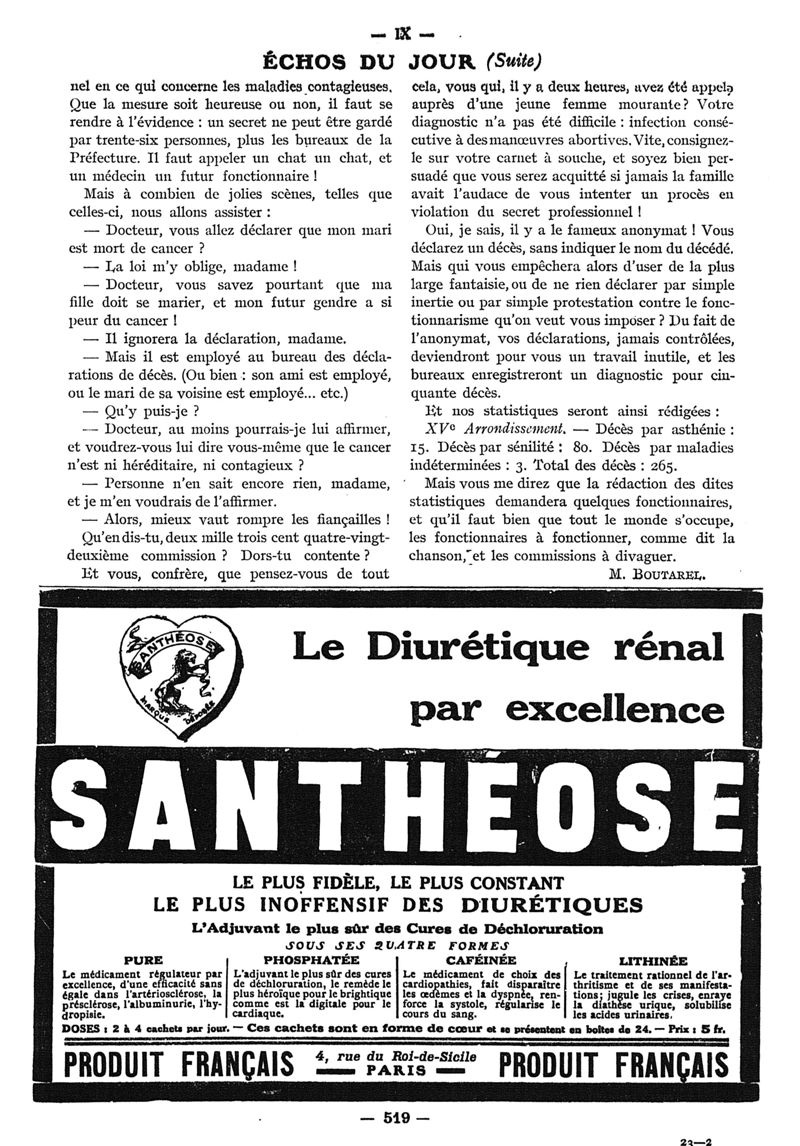 — IX —
ÉCHOS DU JOUR (Suite)
nel en ce qui concerne les maladies contagieuses.
Que la mesure soit heureuse ou non, il faut se
rendre à l'évidence : un secret ne peut être gardé
par trente-six personnes, plus les bureaux de la
Préfecture. Il faut appeler un chat un chat, et
un médecin un futur fonctionnaire !
Mais à combien de jolies scènes, telles que
celles-ci, nous allons assister :
— Docteur, vous allez déclarer que mon mari
est mort de cancer ?
— La loi m'y oblige, madame !
— Docteur, vous savez pourtant que ma
fille doit se marier, et mon futur gendre a si
peur du cancer !
— Il ignorera la déclaration, madame.
— Mais il est employé au bureau des décla-
rations de décès. (Ou bien : son ami est employé,
ou le mari de sa voisine est employé... etc.)
— Qu'y puis-je ?
— Docteur, au moins pourrais-je lui affirmer,
et voudrez-vous lui dire vous-même que le cancer
n'est ni héréditaire, ni contagieux ?
— Personne n'en sait encore rien, madame,
et je m'en voudrais de l'affirmer.
— Alors, mieux vaut rompre les fiançailles !
Qu'en dis-tu, deux mille trois cent quatre-vingt-
deuxième commission ? Dors-tu contente ?
Et vous, confrère, que pensez-vous de tout
cela, vous qui, il y a deux heures, avez été appelé
auprès d'une jeune femme mourante ? Votre
diagnostic n'a pas été difficile : infection consé-
cutive à des manœuvres abortives. Vite, consignez-
le sur votre carnet à souche, et soyez bien per-
suadé que vous serez acquitté si jamais la famille
avait l'audace de vous intenter un procès en
violation du secret professionnel !
Oui, je sais, il y a le fameux anonymat ! Vous
déclarez un décès, sans indiquer le nom du décédé.
Mais qui vous empêchera alors d'user de la plus
large fantaisie, ou de ne rien déclarer par simple
inertie ou par simple protestation contre le fonc-
tionnarisme qu'on veut vous imposer ? Du fait de
l'anonymat, vos déclarations, jamais contrôlées,
deviendront pour vous un travail inutile, et les
bureaux enregistreront un diagnostic pour cin-
quante décès.
Et nos statistiques seront ainsi rédigées :
XVe Arrondissement. — Décès par asthénie :
15. Décès par sénilité : 80. Décès par maladies
indéterminées : 3. Total des décès : 265.
Mais vous me direz que la rédaction des dites
statistiques demandera quelques fonctionnaires,
et qu'il faut bien que tout le monde s'occupe,
les fonctionnaires à fonctionner, comme dit la
chanson, et les commissions à divaguer.
M. BOUTAREL.
SANTHÉOSE
MARQUE DÉPOSÉE
Le Diurétique rénal
par excellence
SANTHÉOSE
LE PLUS FIDÈLE, LE PLUS CONSTANT
LE PLUS INOFFENSIF DES DIURÉTIQUES
L'Adjuvant le plus sûr des Cures de Déchloruration
SOUS SES QUATRE FORMES
PURE
Le médicament régulateur par
excellence, d'une efficacité sans
égale dans l'artériosclérose, la
présclérose, l'albuminurie, l'hy-
dropisie.
PHOSPHATÉE
L'adjuvant le plus sûr des cures
de déchloruration, le remède le
plus héroïque pour le brightique
comme est la digitale pour le
cardiaque.
CAFÉINÉE
Le médicament de choix des
cardiopathies, fait disparaître
les œdèmes et la dyspnée, ren-
force la systole, régularise le
cours du sang.
LITHINÉE
Le traitement rationnel de l'ar-
thritisme et de ses manifesta-
tions ; jugule les crises, enraye
la diathèse urique, solubilise
les acides urinaires.
DOSES : 2 à 4 cachets par jour. — Ces cachets sont en forme de cœur et se présentent en boîtes de 24. — Prix : 5 fr.
PRODUIT FRANÇAIS
4, rue du Roi-de-Sicile
— PARIS —
PRODUIT FRANÇAIS
— 519 —
23—2